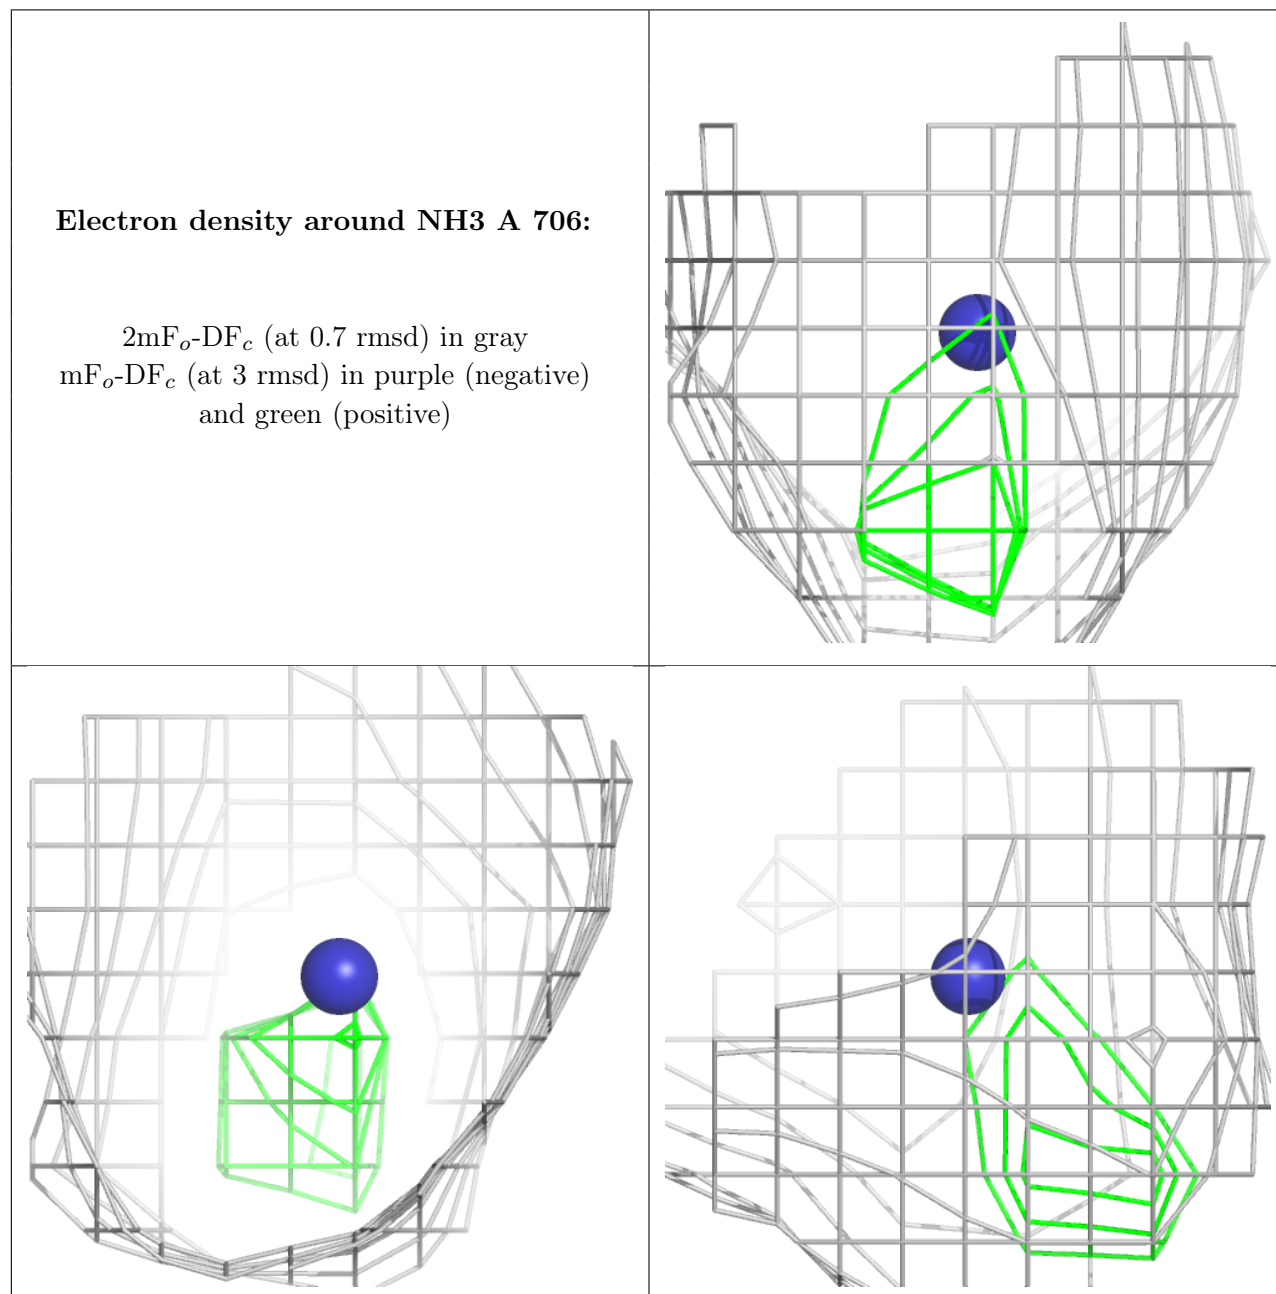 Electron density around NH3 A 706:
2mFₒ-DF𝒸 (at 0.7 rmsd) in gray
mFₒ-DF𝒸 (at 3 rmsd) in purple (negative)
and green (positive)